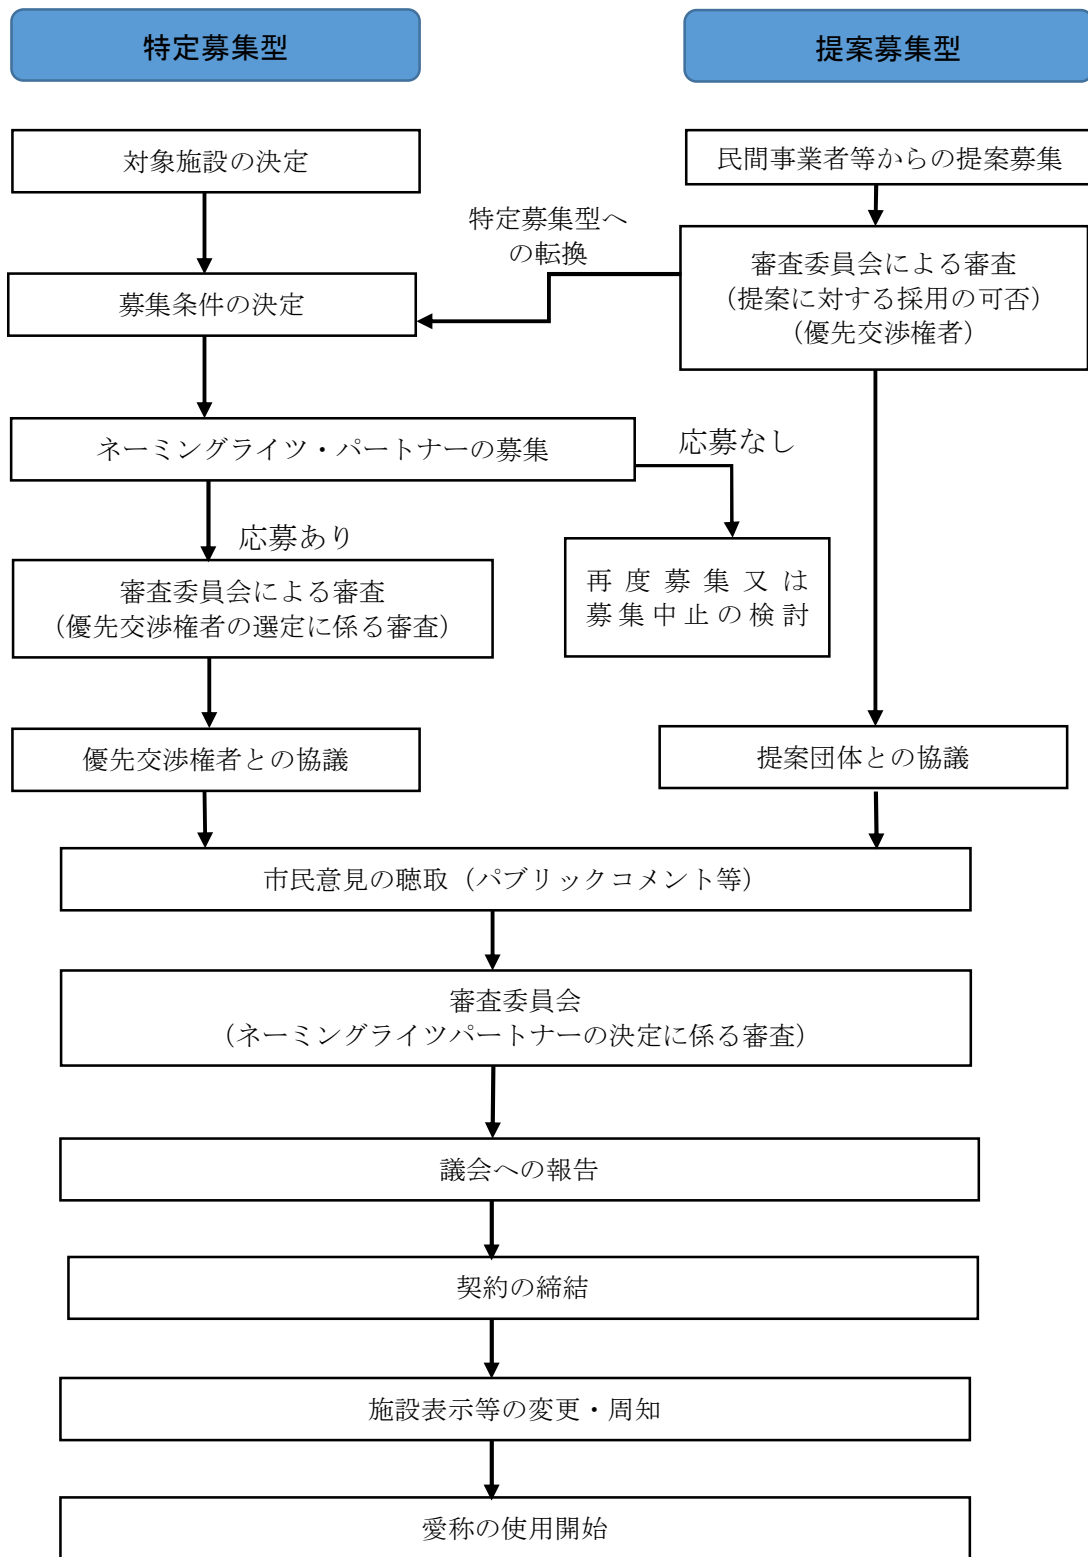 特定募集型
提案募集型
対象施設の決定
民間事業者等からの提案募集
特定募集型へ
の転換
審査委員会による審査
（提案に対する採用の可否）
（優先交渉権者）
募集条件の決定
ネーミングライツ・パートナーの募集
応募なし
応募あり
再度募集又は
募集中止の検討
審査委員会による審査
（優先交渉権者の選定に係る審査）
優先交渉権者との協議
提案団体との協議
市民意見の聴取（パブリックコメント等）
審査委員会
（ネーミングライツパートナーの決定に係る審査）
議会への報告
契約の締結
施設表示等の変更・周知
愛称の使用開始